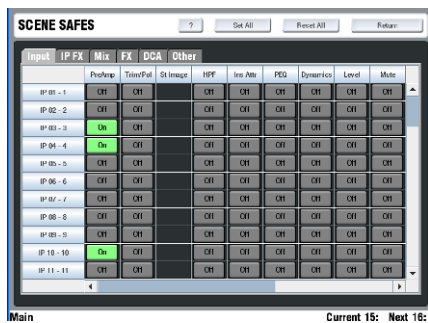 SCENE SAFES ? Set All Reset All Return
Input IP FX Mix FX DCA Other
PreAmp Trim/Pol St Image HPF Ins Attr PEQ Dynamics Level Mute
IP 01 - 1 Off Off Off Off Off Off Off Off
IP 02 - 2 Off Off Off Off Off Off Off Off
IP 03 - 3 On Off Off Off Off Off Off Off
IP 04 - 4 On Off Off Off Off Off Off Off
IP 05 - 5 Off Off Off Off Off Off Off Off
IP 06 - 6 Off Off Off Off Off Off Off Off
IP 07 - 7 Off Off Off Off Off Off Off Off
IP 08 - 8 Off Off Off Off Off Off Off Off
IP 09 - 9 Off Off Off Off Off Off Off Off
IP 10 - 10 On Off Off Off Off Off Off Off
IP 11 - 11 Off Off Off Off Off Off Off Off
Main Current 15: Next 16: